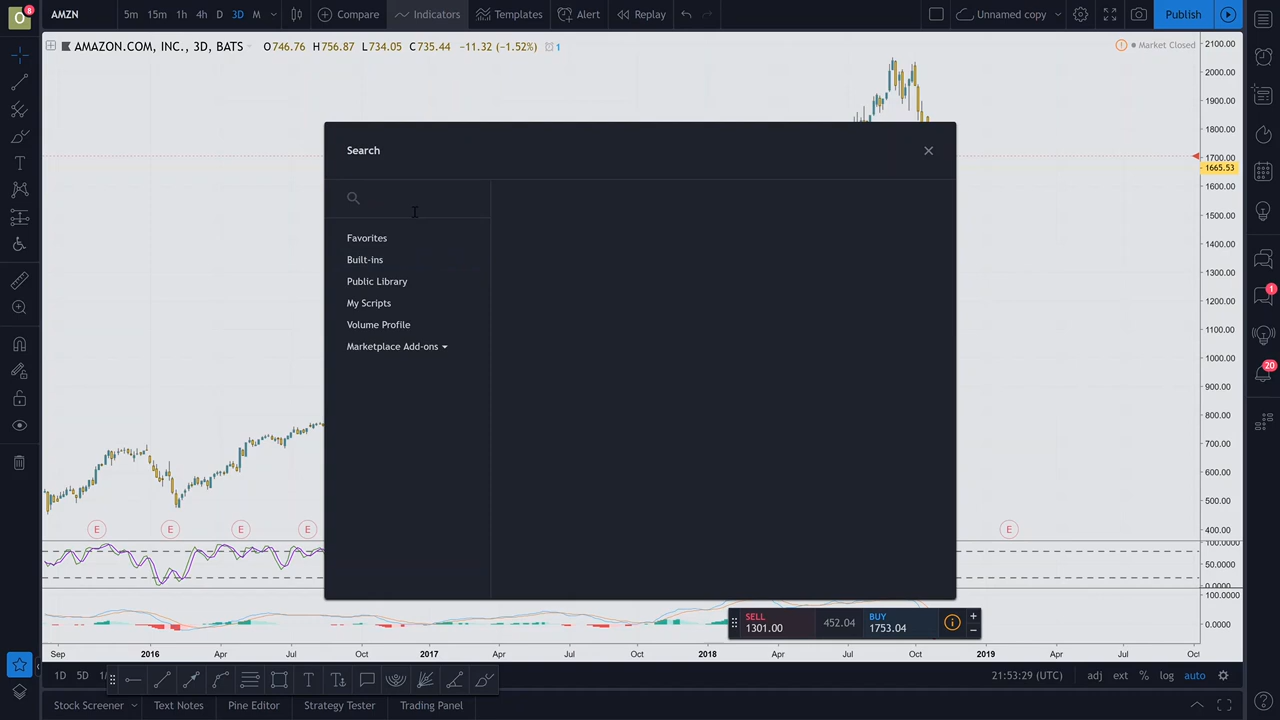 O
8
AMZN
5m 15m 1h 4h D 3D M
Compare
Indicators
Templates
Alert
Replay
Unnamed copy
Publish
AMAZON.COM, INC., 3D, BATS
O746.76 H756.87 L734.05 C735.44 −11.32 (−1.52%)
1
Market Closed
2100.00
2000.00
1900.00
1800.00
1700.00
1665.53
1600.00
1500.00
1400.00
1300.00
1200.00
1100.00
1000.00
900.00
800.00
700.00
600.00
500.00
400.00
Search
Favorites
Built-ins
Public Library
My Scripts
Volume Profile
Marketplace Add-ons
1
20
E E E E E
100.0000
50.0000
0.0000
100.0000
0.0000
SELL
1301.00
452.04
BUY
1753.04
Sep 2016 Apr Jul Oct 2017 Apr Jul Oct 2018 Apr Jul Oct 2019 Apr Jul Oct
1D 5D
T
21:53:29 (UTC)
adj ext % log auto
Stock Screener
Text Notes
Pine Editor
Strategy Tester
Trading Panel